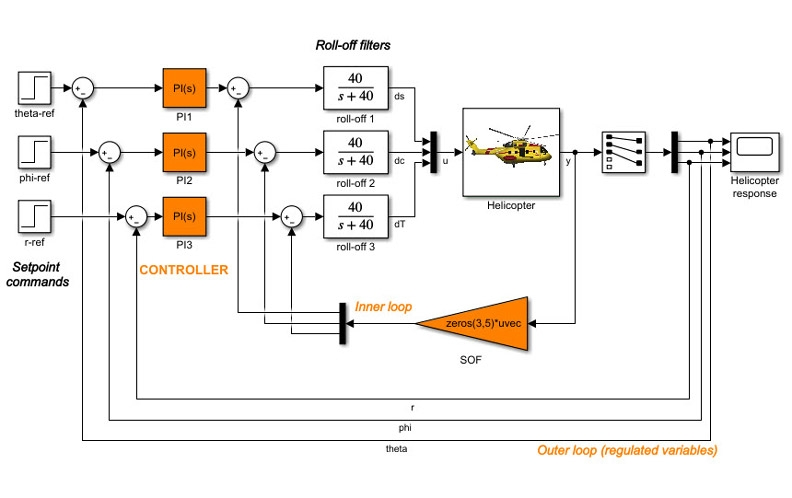 Roll-off filters
theta-ref
+
-
PI(s)
PI1
+
-
40
s + 40
roll-off 1
ds
phi-ref
+
-
PI(s)
PI2
+
-
40
s + 40
roll-off 2
dc
u
Helicopter
y
Helicopter
response
r-ref
+
-
PI(s)
PI3
+
-
40
s + 40
roll-off 3
dT
Setpoint
commands
CONTROLLER
Inner loop
zeros(3,5)*uvec
SOF
r
phi
theta
Outer loop (regulated variables)